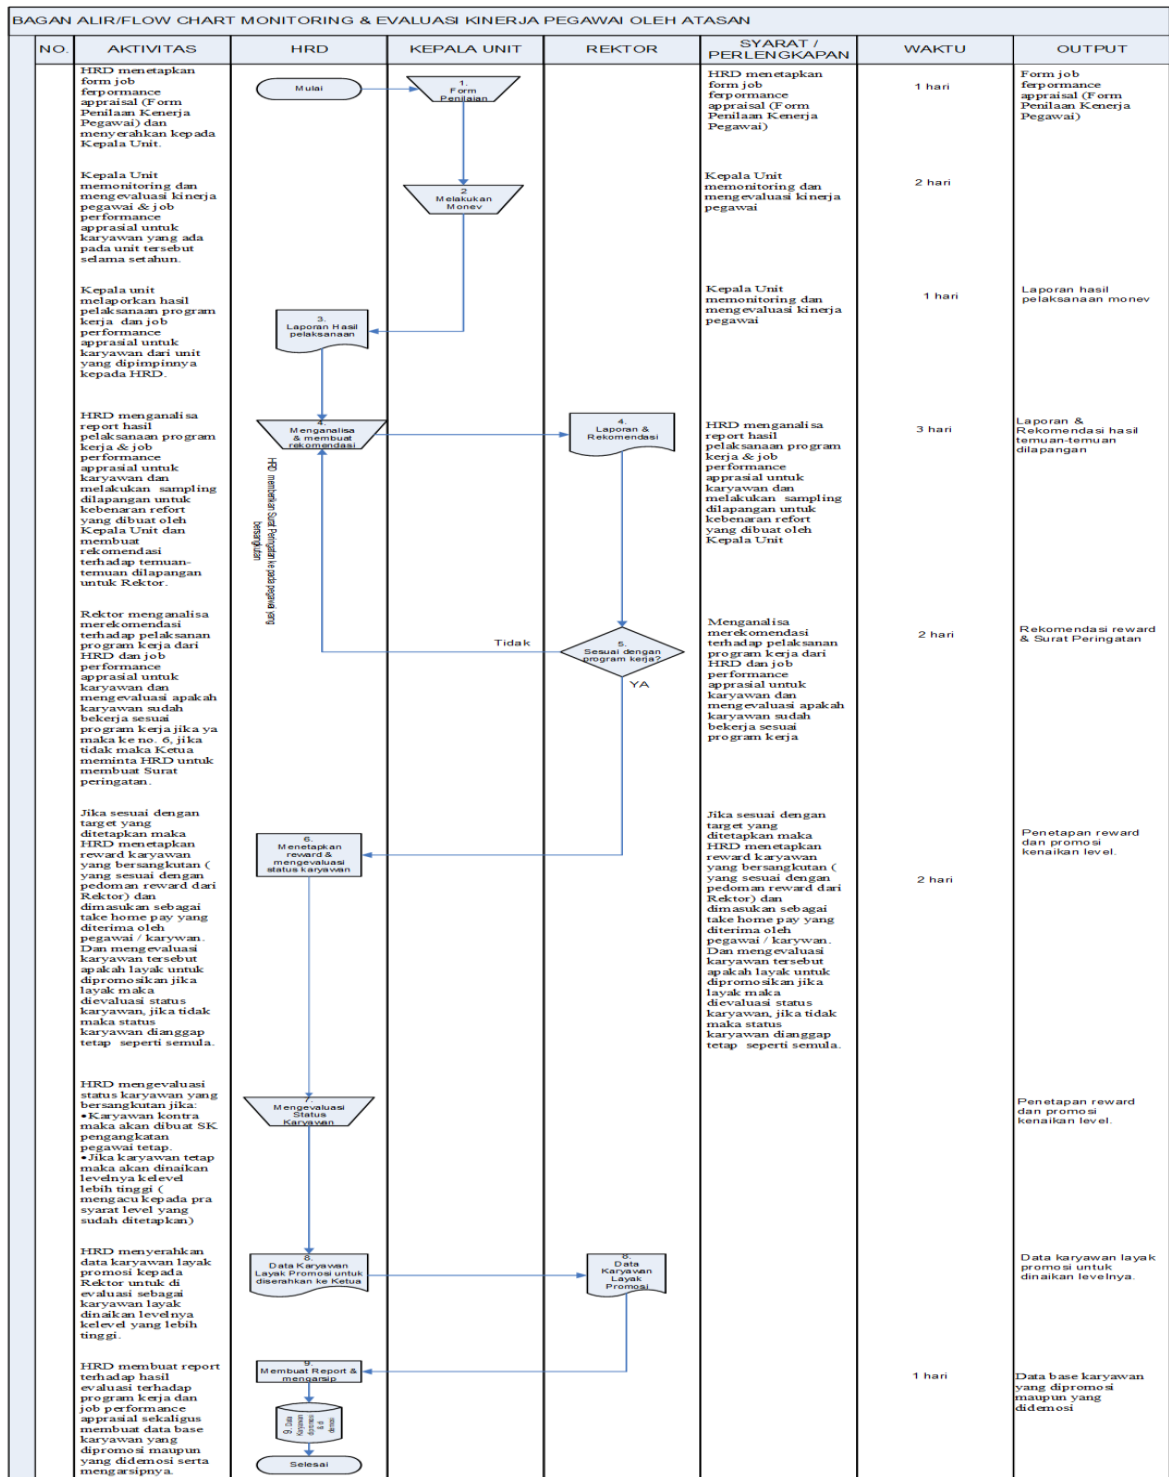 BAGAN ALIR/FLOW CHART MONITORING & EVALUASI KINERJA PEGAWAI OLEH ATASAN
NO.
AKTIVITAS
HRD
KEPALA UNIT
REKTOR
SYARAT /
PERLENGKAPAN
WAKTU
OUTPUT
HRD menetapkan
form job
ferpormance
appraisal (Form
Penilaan Kenerja
Pegawai) dan
menyerahkan kepada
Kepala Unit.
Mulai
1.
Form
Penilaian
HRD menetapkan
form job
ferpormance
appraisal (Form
Penilaan Kenerja
Pegawai)
1 hari
Form job
ferpormance
appraisal (Form
Penilaan Kenerja
Pegawai)
Kepala Unit
memonitoring dan
mengevaluasi kinerja
pegawai & job
performance
apprasial untuk
karyawan yang ada
pada unit tersebut
selama setahun.
2
Melakukan
Monev
Kepala Unit
memonitoring dan
mengevaluasi kinerja
pegawai
2 hari
Kepala unit
melaporkan hasil
pelaksanaan program
kerja dan job
performance
apprasial untuk
karyawan dari unit
yang dipimpinnya
kepada HRD.
3.
Laporan Hasil
pelaksanaan
Kepala Unit
memonitoring dan
mengevaluasi kinerja
pegawai
1 hari
Laporan hasil
pelaksanaan monev
HRD menganalisa
report hasil
pelaksanaan program
kerja & job
performance
apprasial untuk
karyawan dan
melakukan sampling
dilapangan untuk
kebenaran refort
yang dibuat oleh
Kepala Unit dan
membuat
rekomendasi
terhadap temuan-
temuan dilapangan
untuk Rektor.
4.
Menganalisa
& membuat
rekomendasi
HRD memberikan Surat Peringatan ke pada pegawai yang
bersangkutan
4.
Laporan &
Rekomendasi
HRD menganalisa
report hasil
pelaksanaan program
kerja & job
performance
apprasial untuk
karyawan dan
melakukan sampling
dilapangan untuk
kebenaran refort
yang dibuat oleh
Kepala Unit
3 hari
Laporan &
Rekomendasi hasil
temuan-temuan
dilapangan
Rektor menganalisa
merekomendasi
terhadap pelaksanan
program kerja dari
HRD dan job
performance
apprasial untuk
karyawan dan
mengevaluasi apakah
karyawan sudah
bekerja sesuai
program kerja jika ya
maka ke no. 6, jika
tidak maka Ketua
meminta HRD untuk
membuat Surat
peringatan.
Tidak
5.
Sesuai dengan
program kerja?
YA
Menganalisa
merekomendasi
terhadap pelaksanan
program kerja dari
HRD dan job
performance
apprasial untuk
karyawan dan
mengevaluasi apakah
karyawan sudah
bekerja sesuai
program kerja
2 hari
Rekomendasi reward
& Surat Peringatan
Jika sesuai dengan
target yang
ditetapkan maka
HRD menetapkan
reward karyawan
yang bersangkutan (
yang sesuai dengan
pedoman reward dari
Rektor) dan
dimasukan sebagai
take home pay yang
diterima oleh
pegawai / karywan.
Dan mengevaluasi
karyawan tersebut
apakah layak untuk
dipromosikan jika
layak maka
dievaluasi status
karyawan, jika tidak
maka status
karyawan dianggap
tetap seperti semula.
6.
Menetapkan
reward &
mengevaluasi
status karyawan
Jika sesuai dengan
target yang
ditetapkan maka
HRD menetapkan
reward karyawan
yang bersangkutan (
yang sesuai dengan
pedoman reward dari
Rektor) dan
dimasukan sebagai
take home pay yang
diterima oleh
pegawai / karywan.
Dan mengevaluasi
karyawan tersebut
apakah layak untuk
dipromosikan jika
layak maka
dievaluasi status
karyawan, jika tidak
maka status
karyawan dianggap
tetap seperti semula.
2 hari
Penetapan reward
dan promosi
kenaikan level.
HRD mengevaluasi
status karyawan yang
bersangkutan jika:
•Karyawan kontra
maka akan dibuat SK
pengangkatan
pegawai tetap.
•Jika karyawan tetap
maka akan dinaikan
levelnya kelevel
lebih tinggi (
mengacu kepada pra
syarat level yang
sudah ditetapkan)
7.
Mengevaluasi
Status
Karyawan
Penetapan reward
dan promosi
kenaikan level.
HRD menyerahkan
data karyawan layak
promosi kepada
Rektor untuk di
evaluasi sebagai
karyawan layak
dinaikan levelnya
kelevel yang lebih
tinggi.
8.
Data Karyawan
Layak Promosi untuk
diserahkan ke Ketua
8.
Data
Karyawan
Layak
Promosi
Data karyawan layak
promosi untuk
dinaikan levelnya.
HRD membuat report
terhadap hasil
evaluasi terhadap
program kerja dan
job performance
apprasial sekaligus
membuat data base
karyawan yang
dipromosi maupun
yang didemosi serta
mengarsipnya.
9.
Membuat Report &
mengarsip
9. Data
Karyawan
dipromosi
& di
demosi
Selesai
1 hari
Data base karyawan
yang dipromosi
maupun yang
didemosi